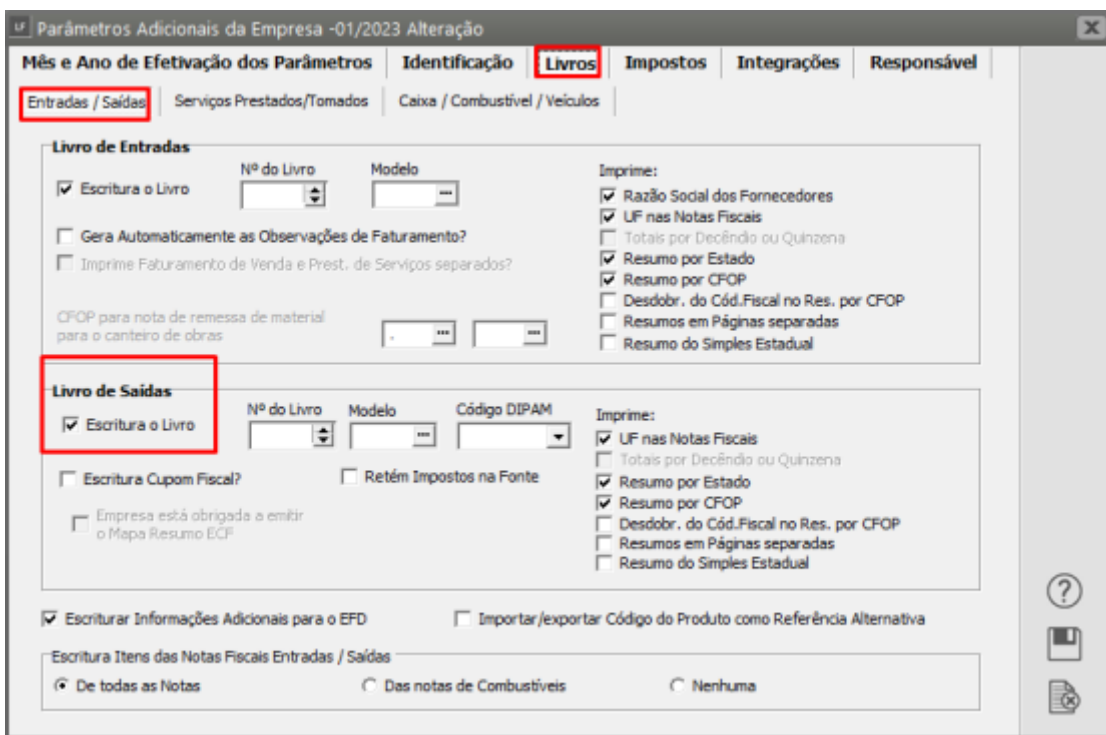 LF Parâmetros Adicionais da Empresa -01/2023 Alteração
Mês e Ano de Efetivação dos Parâmetros Identificação Livros Impostos Integrações Responsável
Entradas / Saídas Serviços Prestados/Tomados Caixa / Combustível / Veículos
Livro de Entradas
Escritura o Livro
Nº do Livro Modelo
Gera Automaticamente as Observações de Faturamento?
Imprime Faturamento de Venda e Prest. de Serviços separados?
CFOP para nota de remessa de material
para o canteiro de obras
Imprime:
Razão Social dos Fornecedores
UF nas Notas Fiscais
Totais por Decêndio ou Quinzena
Resumo por Estado
Resumo por CFOP
Desdobr. do Cód.Fiscal no Res. por CFOP
Resumos em Páginas separadas
Resumo do Simples Estadual
Livro de Saídas
Escritura o Livro
Nº do Livro Modelo Código DIPAM
Escritura Cupom Fiscal? Retém Impostos na Fonte
Empresa está obrigada a emitir
o Mapa Resumo ECF
Imprime:
UF nas Notas Fiscais
Totais por Decêndio ou Quinzena
Resumo por Estado
Resumo por CFOP
Desdobr. do Cód.Fiscal no Res. por CFOP
Resumos em Páginas separadas
Resumo do Simples Estadual
Escriturar Informações Adicionais para o EFD Importar/exportar Código do Produto como Referência Alternativa
Escritura Itens das Notas Fiscais Entradas / Saídas
De todas as Notas Das notas de Combustíveis Nenhuma